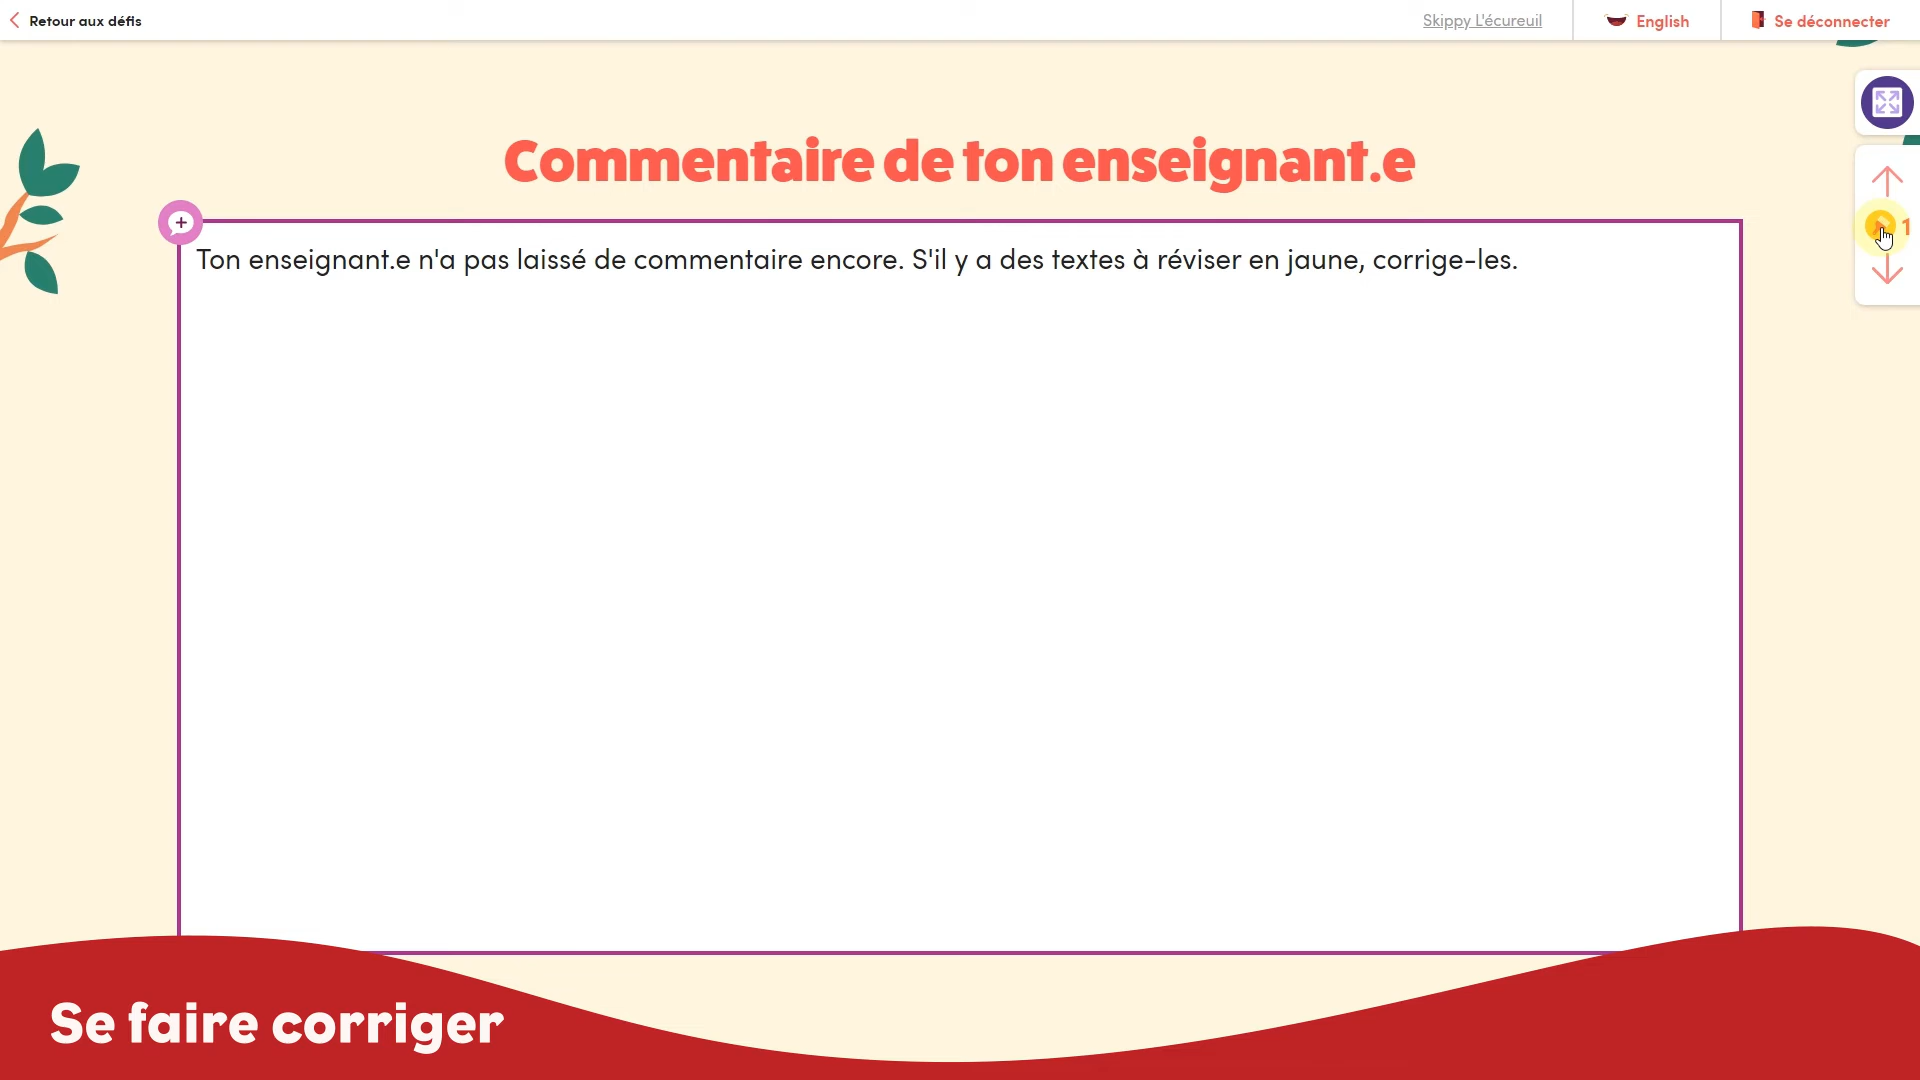 Retour aux défis
Skippy L'écureuil
English
Se déconnecter
Commentaire de ton enseignant.e
1
Ton enseignant.e n'a pas laissé de commentaire encore. S'il y a des textes à réviser en jaune, corrige-les.
Se faire corriger